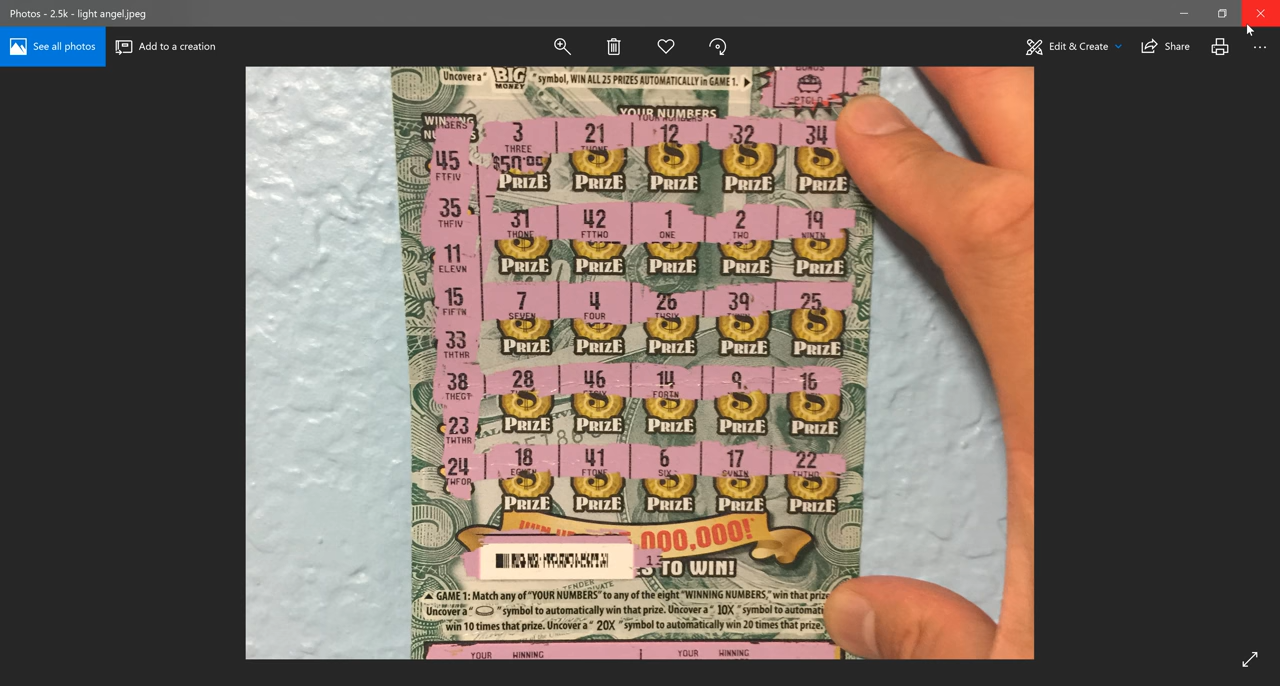 Photos - 2.5k - light angel.jpeg
See all photos
Add to a creation
Edit & Create
Share
Uncover a " BIG MONEY " symbol, WIN ALL 25 PRIZES AUTOMATICALLY in GAME 1.
YOUR NUMBERS
WINNING
3 21 12 32 34
THREE
45 $50.00
FTFIV PRIZE PRIZE PRIZE PRIZE PRIZE
35 31 42 1 2 19
THFIV THONE FTTWO ONE TWO NINTN
11 PRIZE PRIZE PRIZE PRIZE PRIZE
ELEVN
15 7 4 26 39 25
FIFTN SEVEN FOUR
33 PRIZE PRIZE PRIZE PRIZE PRIZE
THTHR
38 28 46 14 9 16
THEGT FORTN
23 PRIZE PRIZE PRIZE PRIZE PRIZE
TWTHR
24 18 41 6 17 22
TWFOR FTONE SIX
PRIZE PRIZE PRIZE PRIZE PRIZE
000,000!
TO WIN!
TENDER
GAME 1: Match any of "YOUR NUMBERS" to any of the eight "WINNING NUMBERS," win that prize
Uncover a " " symbol to automatically win that prize. Uncover a " 10X " symbol to automati
win 10 times that prize. Uncover a " 20X " symbol to automatically win 20 times that prize.
YOUR WINNING YOUR WINNING